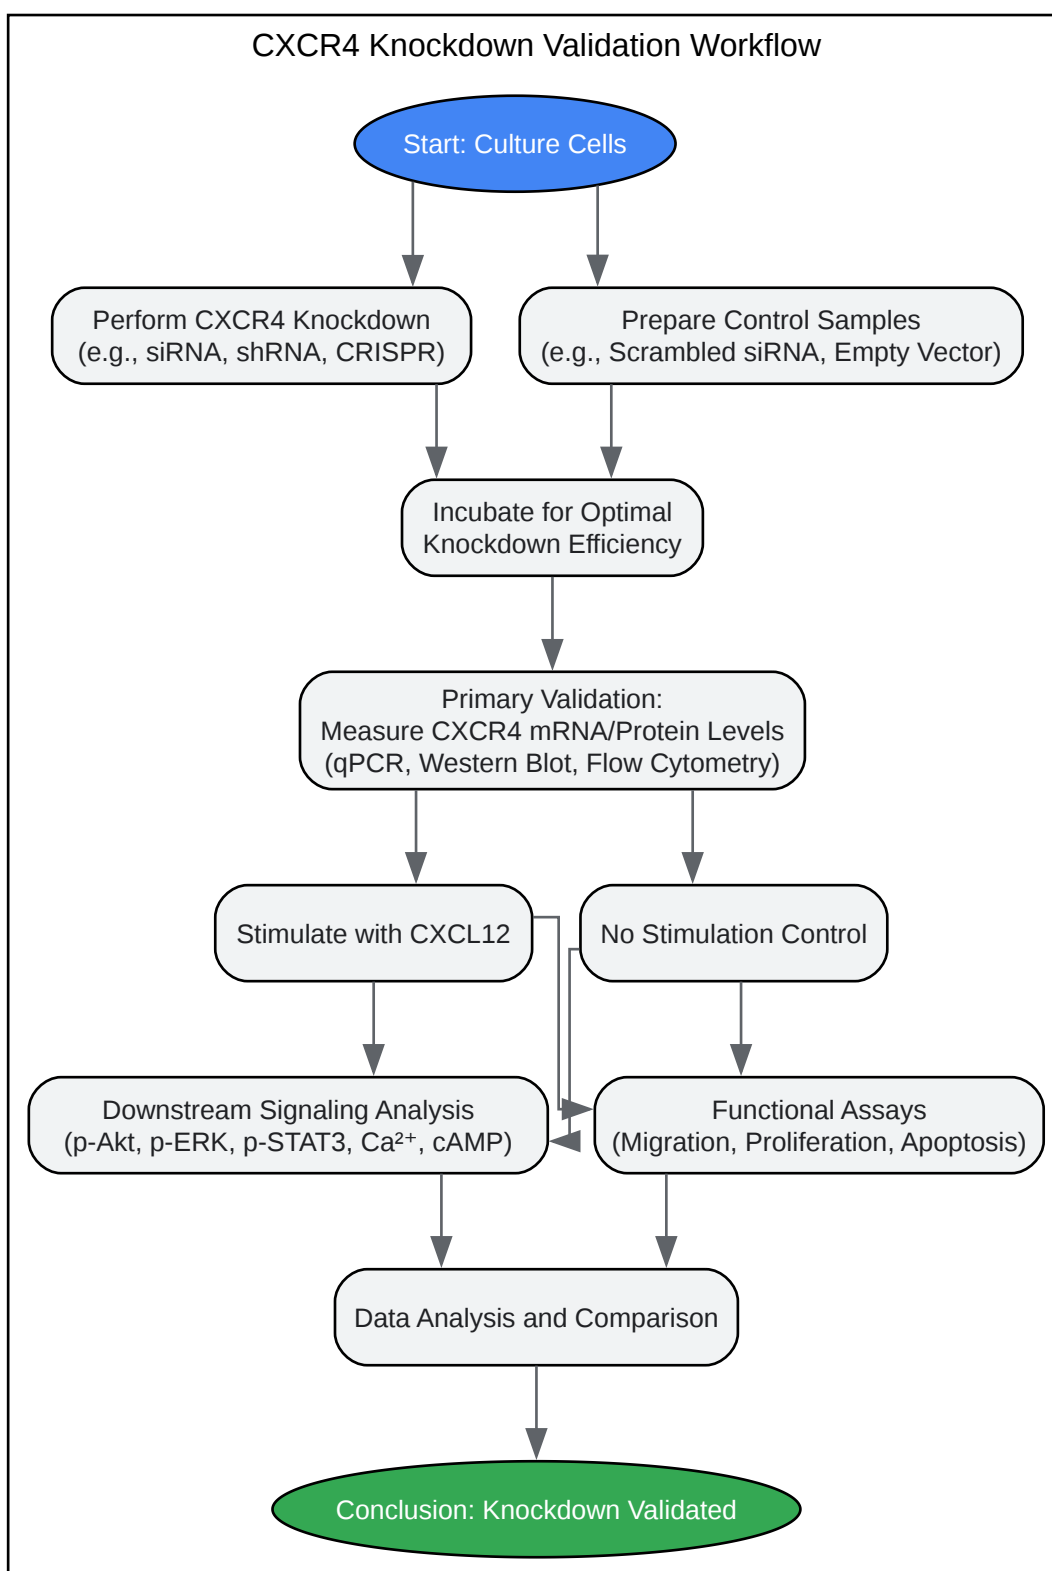 CXCR4 Knockdown Validation Workflow
Start: Culture Cells
Perform CXCR4 Knockdown
(e.g., siRNA, shRNA, CRISPR)
Prepare Control Samples
(e.g., Scrambled siRNA, Empty Vector)
Incubate for Optimal
Knockdown Efficiency
Primary Validation:
Measure CXCR4 mRNA/Protein Levels
(qPCR, Western Blot, Flow Cytometry)
Stimulate with CXCL12
No Stimulation Control
Downstream Signaling Analysis
(p-Akt, p-ERK, p-STAT3, Ca²⁺, cAMP)
Functional Assays
(Migration, Proliferation, Apoptosis)
Data Analysis and Comparison
Conclusion: Knockdown Validated